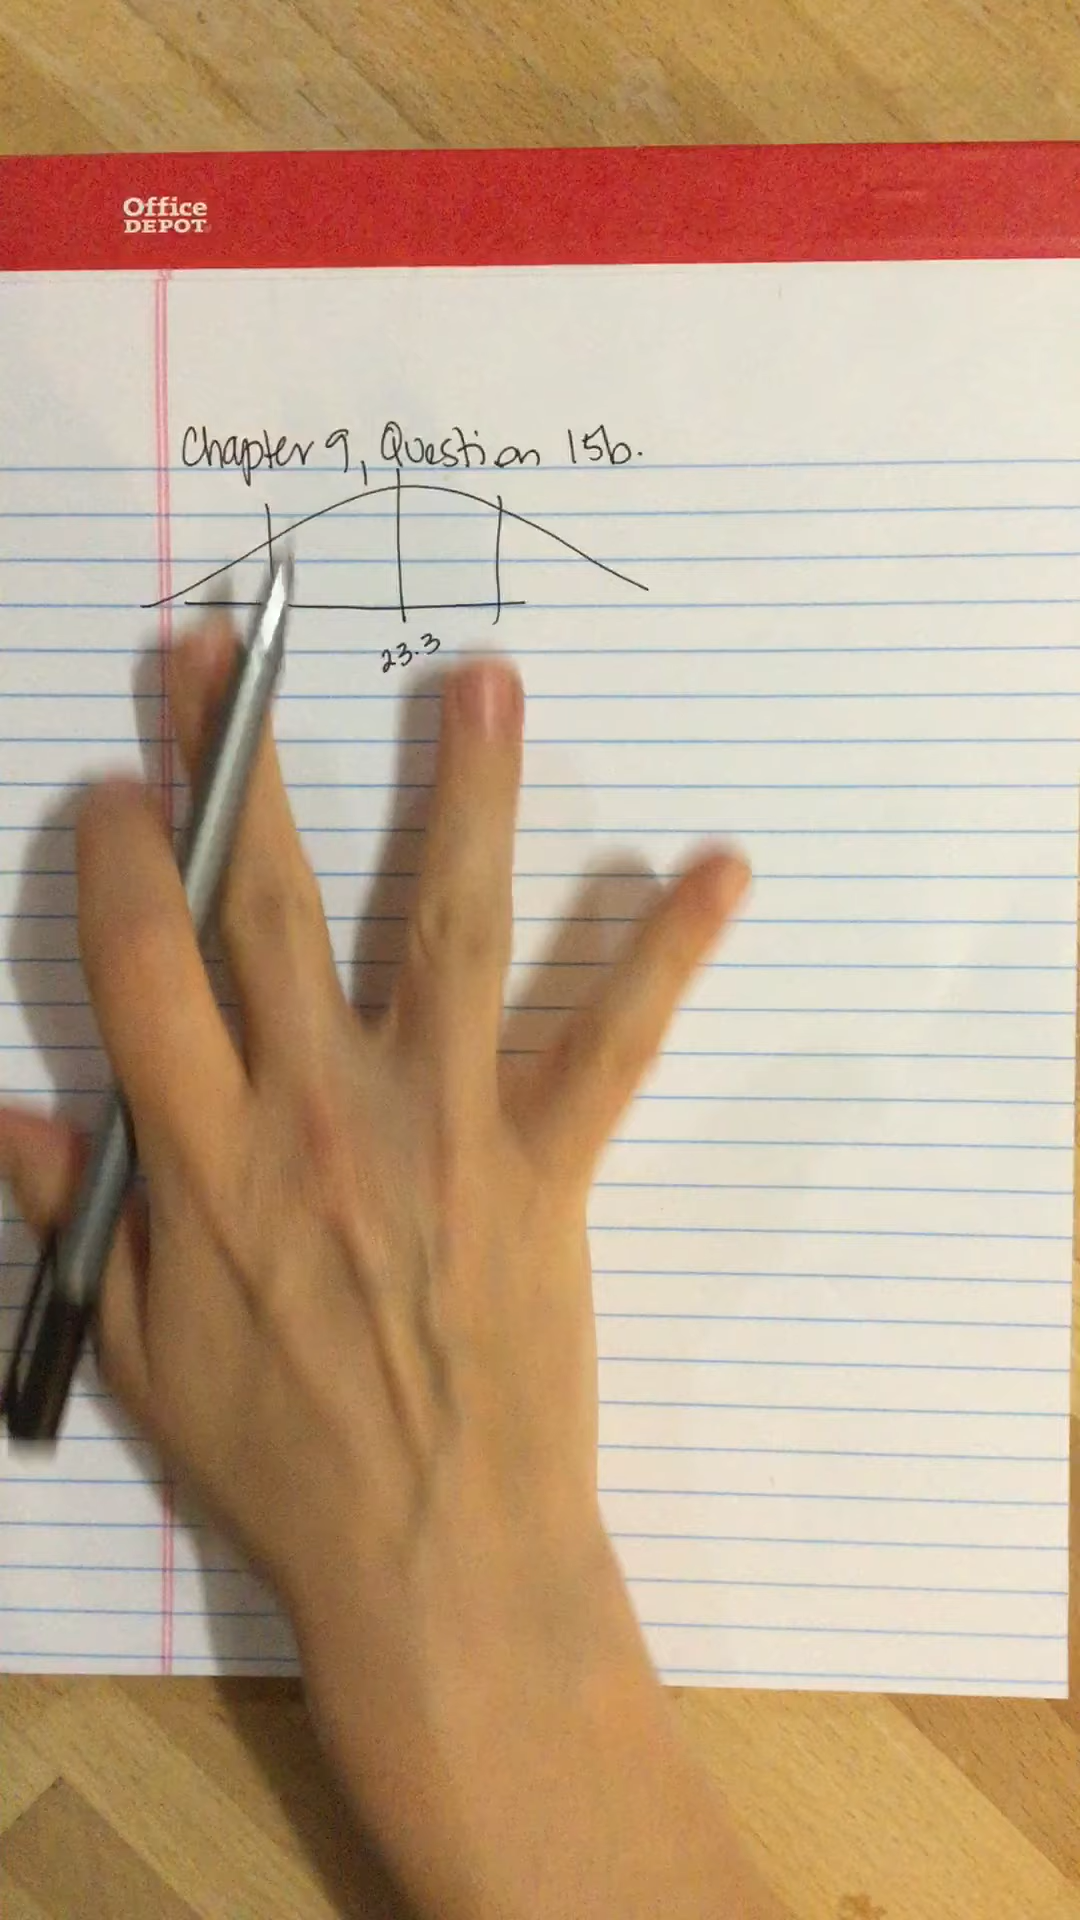 Office
DEPOT
Chapter 9, Question 15b.
23.3